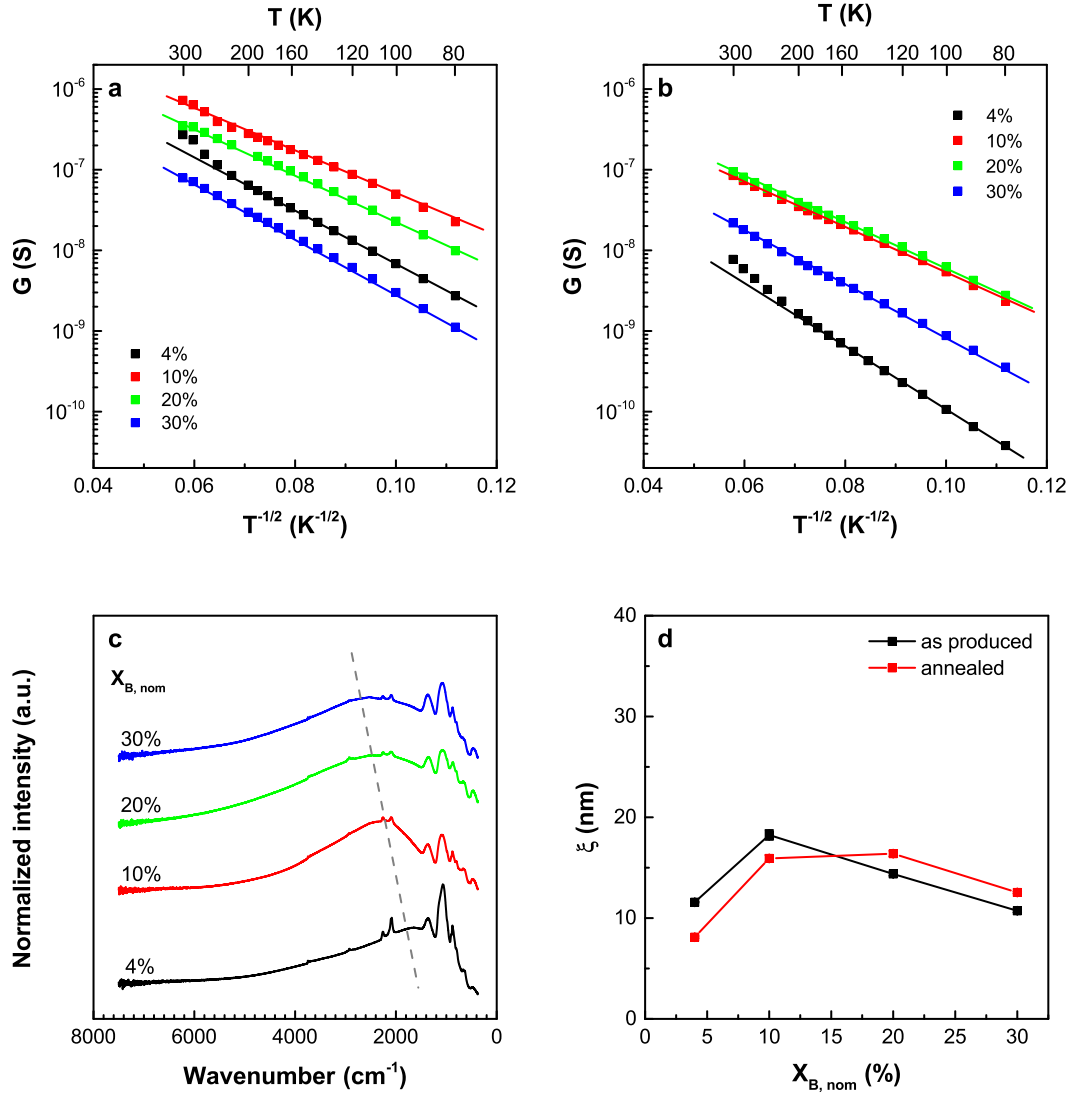 T (K)
300 200 160 120 100 80
a
10⁻⁶
10⁻⁷
10⁻⁸
10⁻⁹
10⁻¹⁰
G (S)
4%
10%
20%
30%
0.04 0.06 0.08 0.10 0.12
T⁻¹/² (K⁻¹/²)
T (K)
300 200 160 120 100 80
b
10⁻⁶
10⁻⁷
10⁻⁸
10⁻⁹
10⁻¹⁰
G (S)
4%
10%
20%
30%
0.04 0.06 0.08 0.10 0.12
T⁻¹/² (K⁻¹/²)
c
X_B, nom
30%
20%
10%
4%
Normalized intensity (a.u.)
8000 6000 4000 2000 0
Wavenumber (cm⁻¹)
d
as produced
annealed
40
30
20
10
0
ξ (nm)
0 5 10 15 20 25 30
X_B, nom (%)